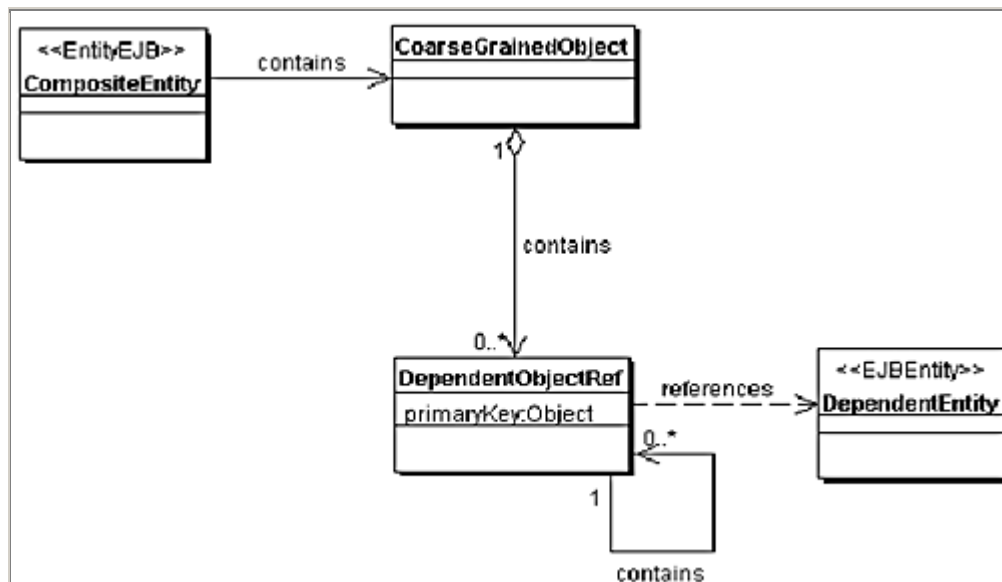 <<EntityEJB>>
CompositeEntity
contains
CoarseGrainedObject
1
contains
0..*
DependentObjectRef
primaryKey:Object
references
<<EJBEntity>>
DependentEntity
0..*
1
contains